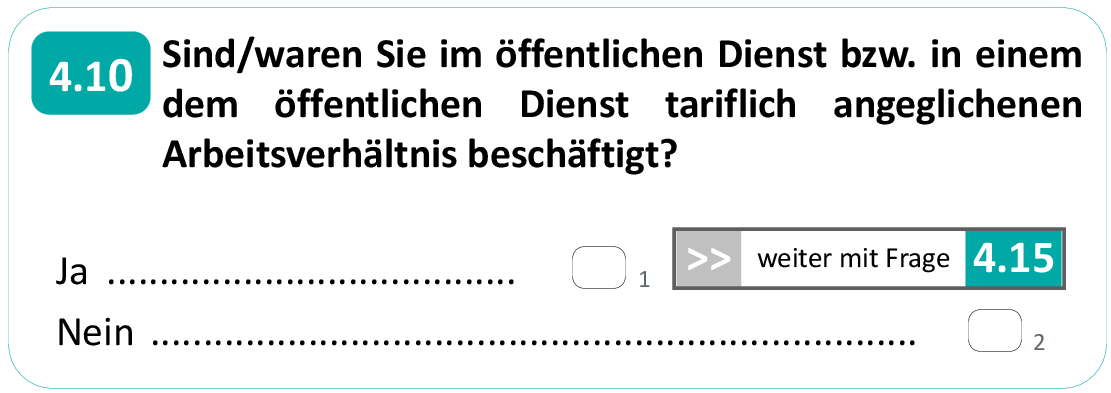 4.10 Sind/waren Sie im öffentlichen Dienst bzw. in einem
dem öffentlichen Dienst tariflich angeglichenen
Arbeitsverhältnis beschäftigt?
Ja ....................................... 1 >> weiter mit Frage 4.15
Nein ......................................................................... 2